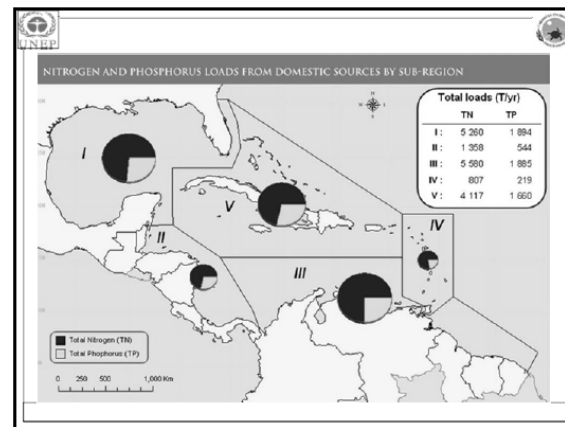 UNEP
NITROGEN AND PHOSPHORUS LOADS FROM DOMESTIC SOURCES BY SUB-REGION
Total loads (T/yr)
TN TP
I : 5 260 1 894
II : 1 358 544
III : 5 580 1 885
IV : 807 219
V : 4 117 1 660
I
II
III
IV
V
Total Nitrogen (TN)
Total Phophorus (TP)
0 250 500 1,000 Km